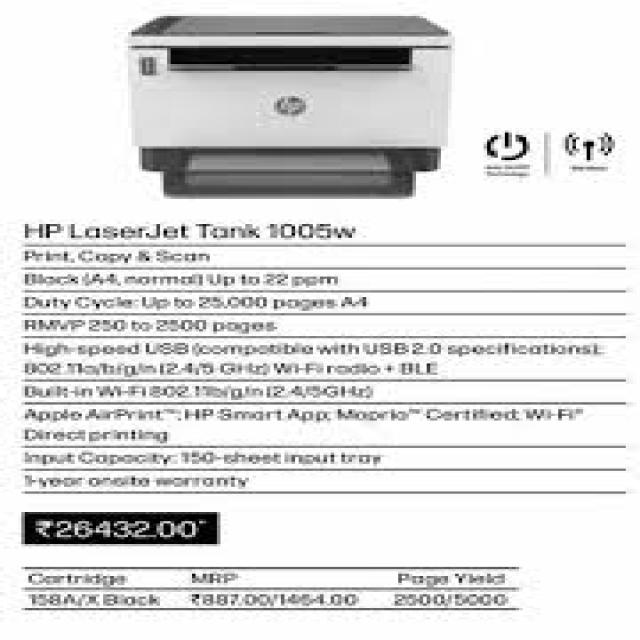 hp
HP LaserJet Tank 1005w
Print, Copy & Scan
Black (A4, normal) Up to 22 ppm
Duty Cycle: Up to 25,000 pages A4
RMVP 250 to 2500 pages
High-speed USB (compatible with USB 2.0 specifications);
802.11a/b/g/n (2.4/5 GHz) Wi-Fi radio + BLE
Built-in Wi-Fi 802.11b/g/n (2.4/5GHz)
Apple AirPrint™; HP Smart App; Mopria™ Certified; Wi-Fi®
Direct printing
Input Capacity: 150-sheet input tray
1-year onsite warranty
₹26432.00*
Cartridge MRP Page Yield
158A/X Black ₹887.00/1464.00 2500/5000